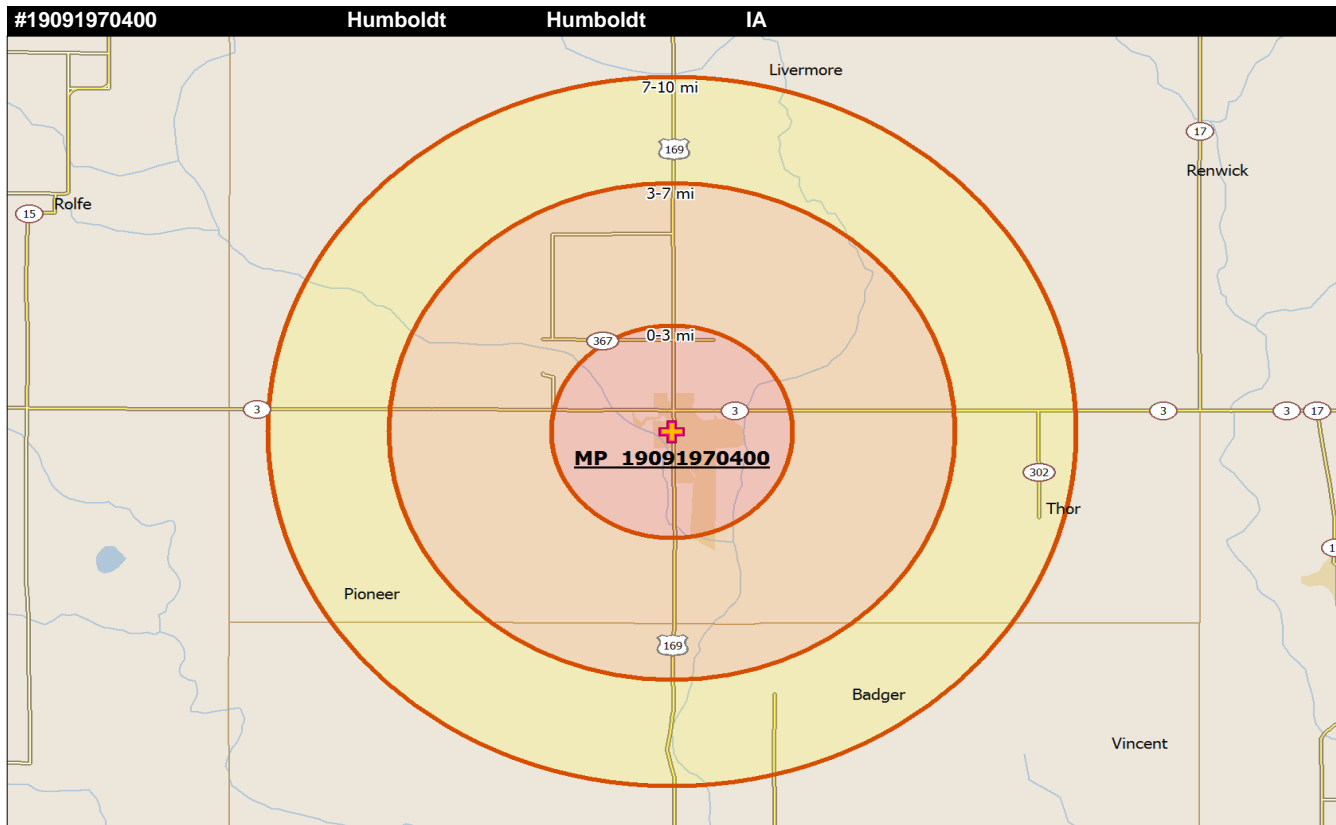 #19091970400 Humboldt Humboldt IA
Livermore
7-10 mi
17
169
Renwick
3-7 mi
Rolfe
15
0-3 mi
367
3
3
3
3
17
MP 19091970400
302
Thor
1
Pioneer
169
Badger
Vincent